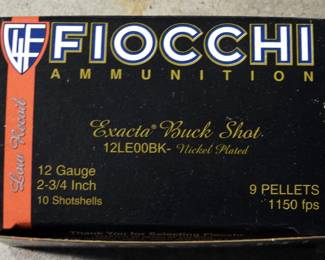 GFL FIOCCHI
AMMUNITION
Low Recoil
Exacta® Buck Shot
12LE00BK- Nickel Plated
12 Gauge
2-3/4 Inch
10 Shotshells
9 PELLETS
1150 fps
Thank You for Selecting Fiocchi